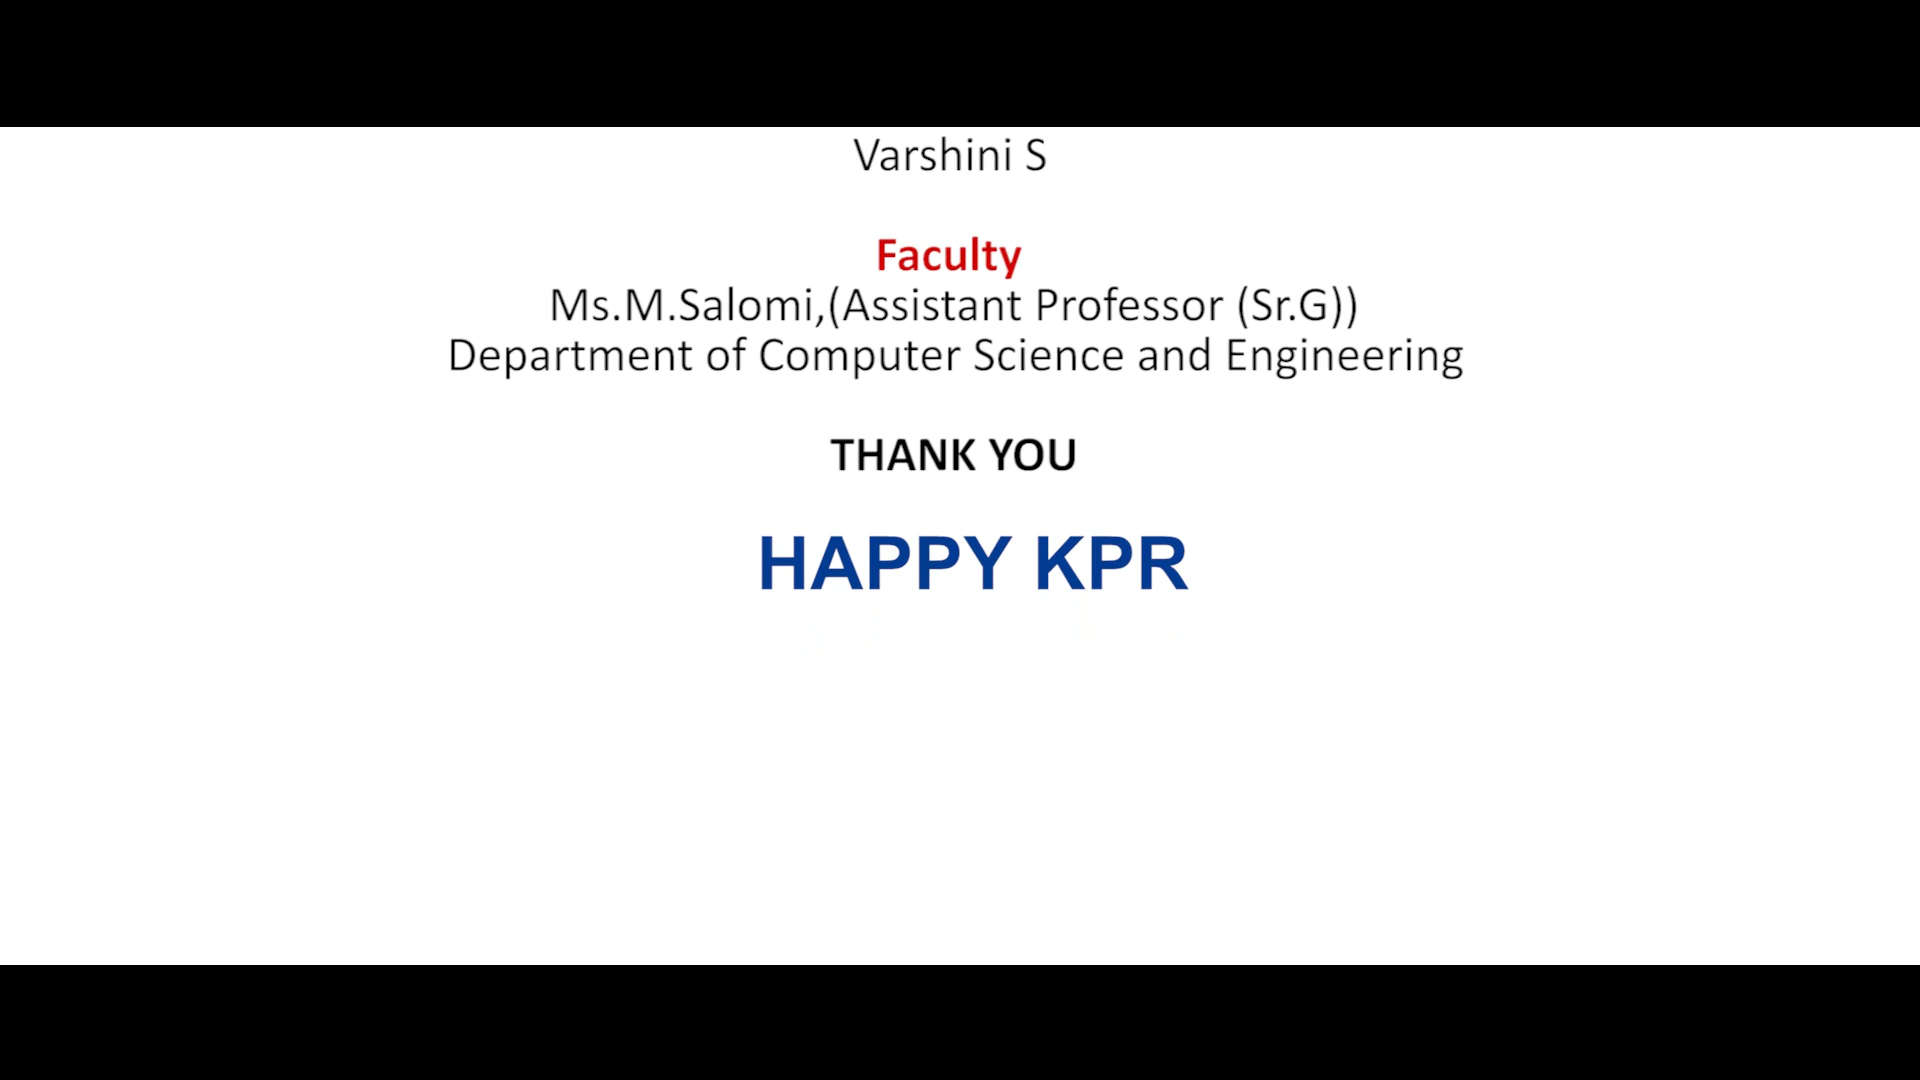 Varshini S
Faculty
Ms.M.Salomi,(Assistant Professor (Sr.G))
Department of Computer Science and Engineering
THANK YOU
HAPPY KPR